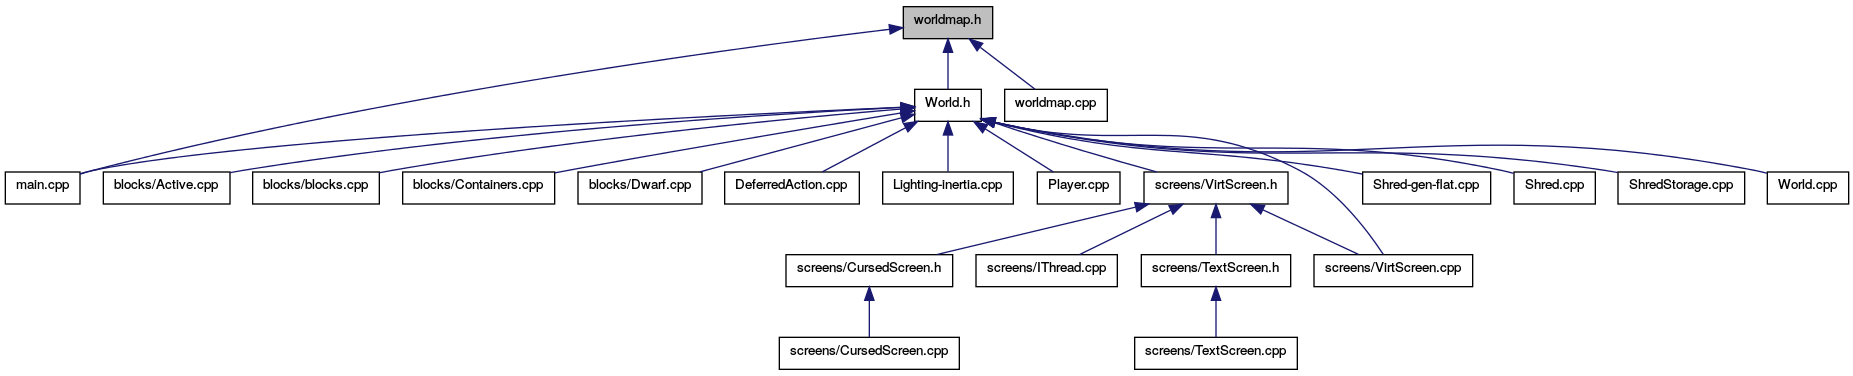 worldmap.h
World.h
worldmap.cpp
main.cpp
blocks/Active.cpp
blocks/blocks.cpp
blocks/Containers.cpp
blocks/Dwarf.cpp
DeferredAction.cpp
Lighting-inertia.cpp
Player.cpp
screens/VirtScreen.h
Shred-gen-flat.cpp
Shred.cpp
ShredStorage.cpp
World.cpp
screens/CursedScreen.h
screens/IThread.cpp
screens/TextScreen.h
screens/VirtScreen.cpp
screens/CursedScreen.cpp
screens/TextScreen.cpp